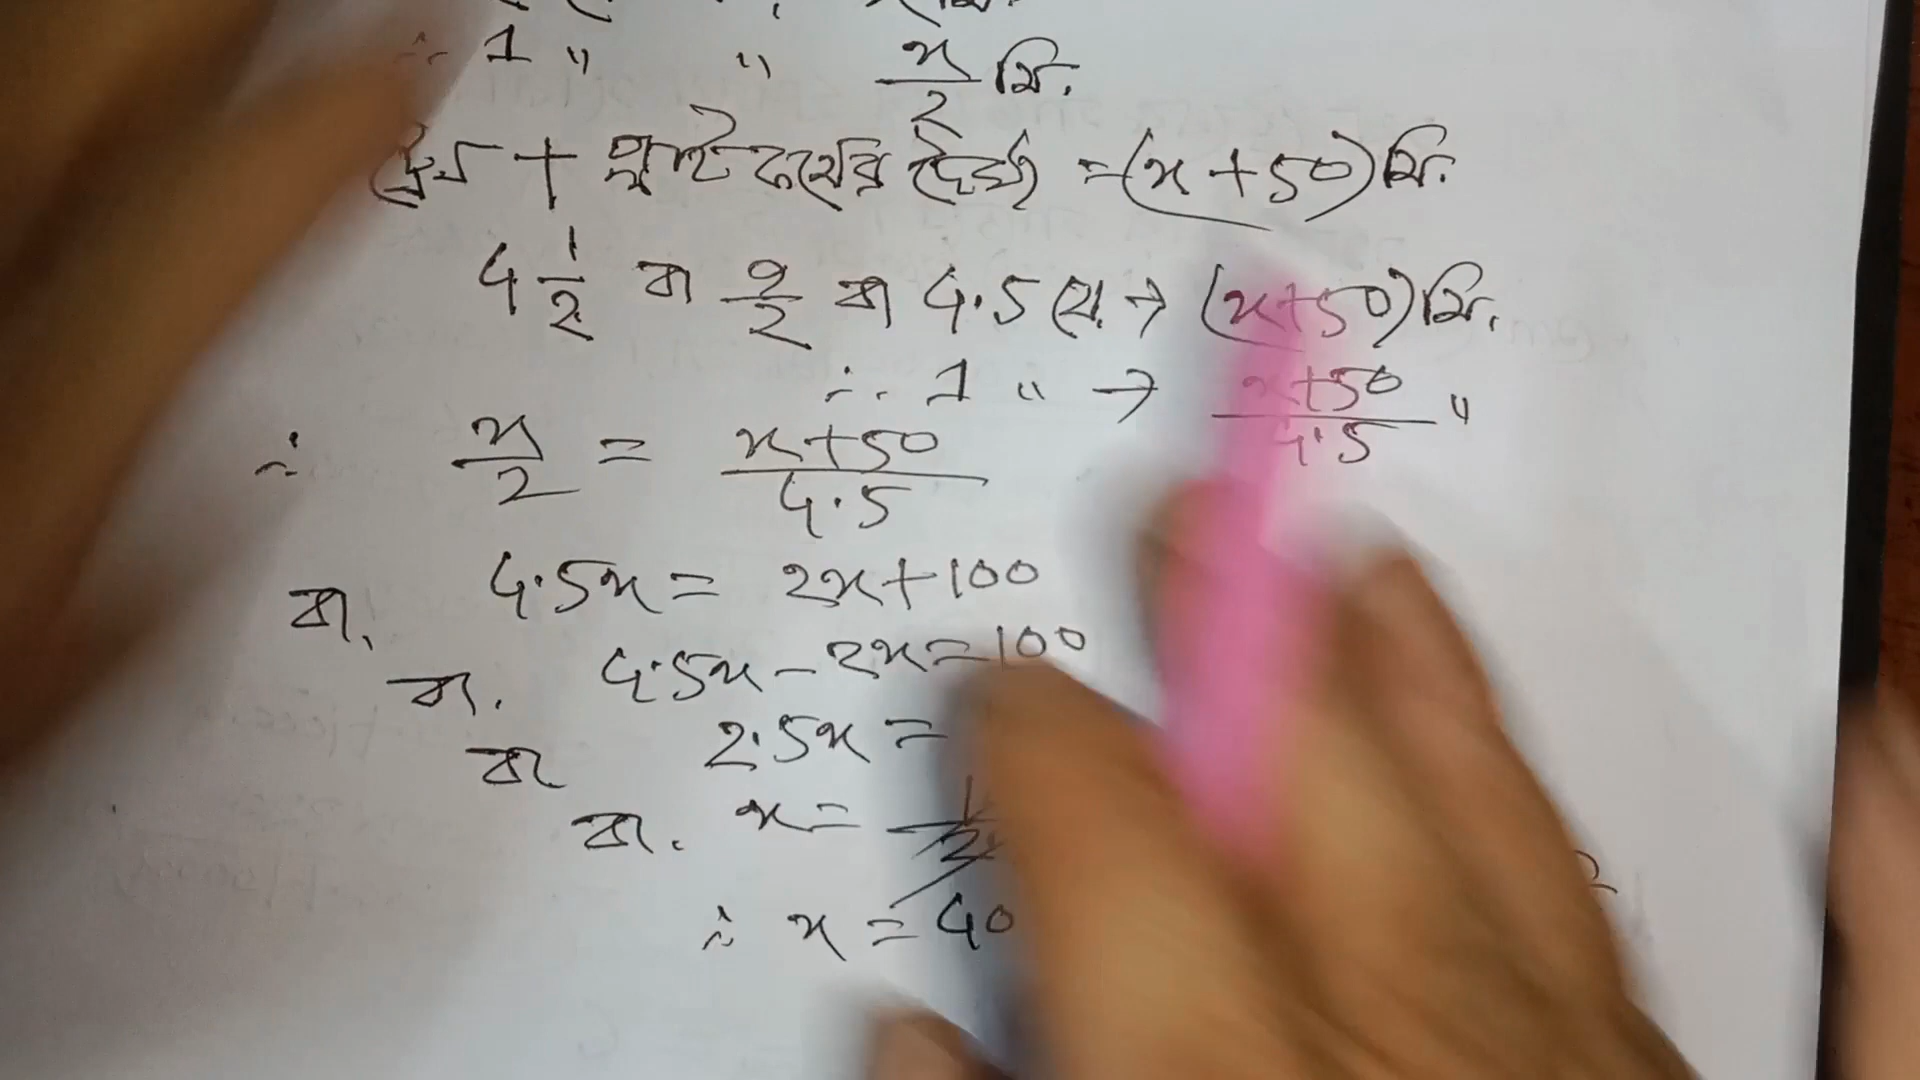 ∴ 1 " " x/2 মি.
ট্রেন + প্লাটফর্মের দৈর্ঘ্য = (x+50) মি.
4 1/2 বা 9/2 বা 4.5 সে. → (x+50) মি.
∴ 1 " → x+50/4.5 "
∴ x/2 = x+50/4.5
বা, 4.5x = 2x+100
বা, 4.5x - 2x = 100
বা 2.5x =
বা, x =
∴ x = 40